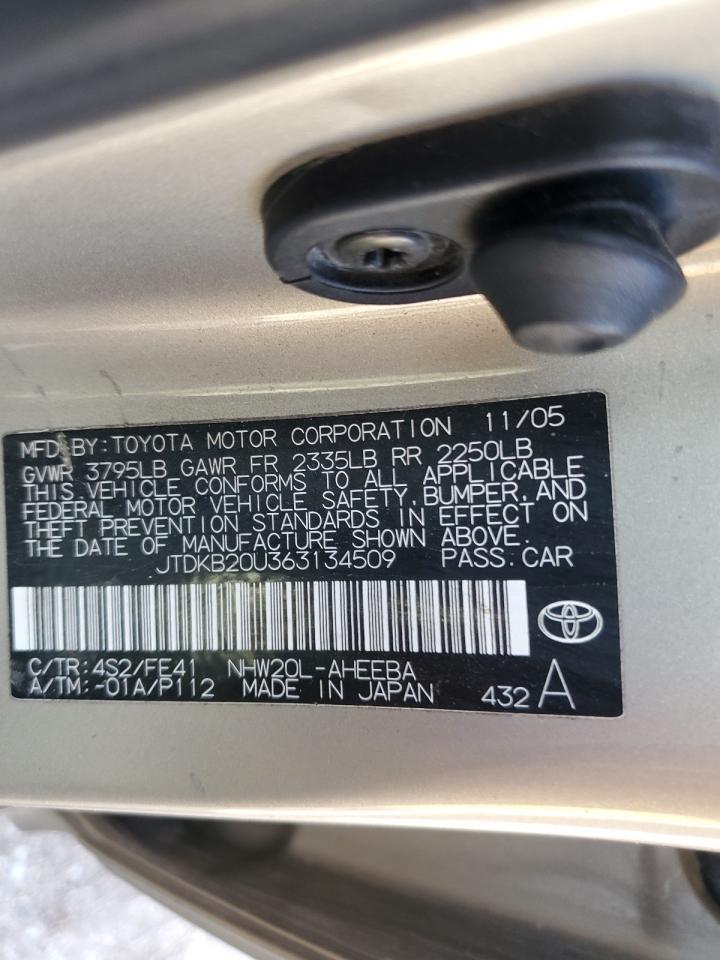 MFD.BY:TOYOTA MOTOR CORPORATION 11/05
GVWR 3795LB GAWR FR 2335LB RR 2250LB
THIS VEHICLE CONFORMS TO ALL APPLICABLE
FEDERAL MOTOR VEHICLE SAFETY, BUMPER, AND
THEFT PREVENTION STANDARDS IN EFFECT ON
THE DATE OF MANUFACTURE SHOWN ABOVE.
JTDKB20U363134509 PASS.CAR
C/TR:4S2/FE41 NHW20L-AHEEBA
A/TM:-01A/P112 MADE IN JAPAN 432 A